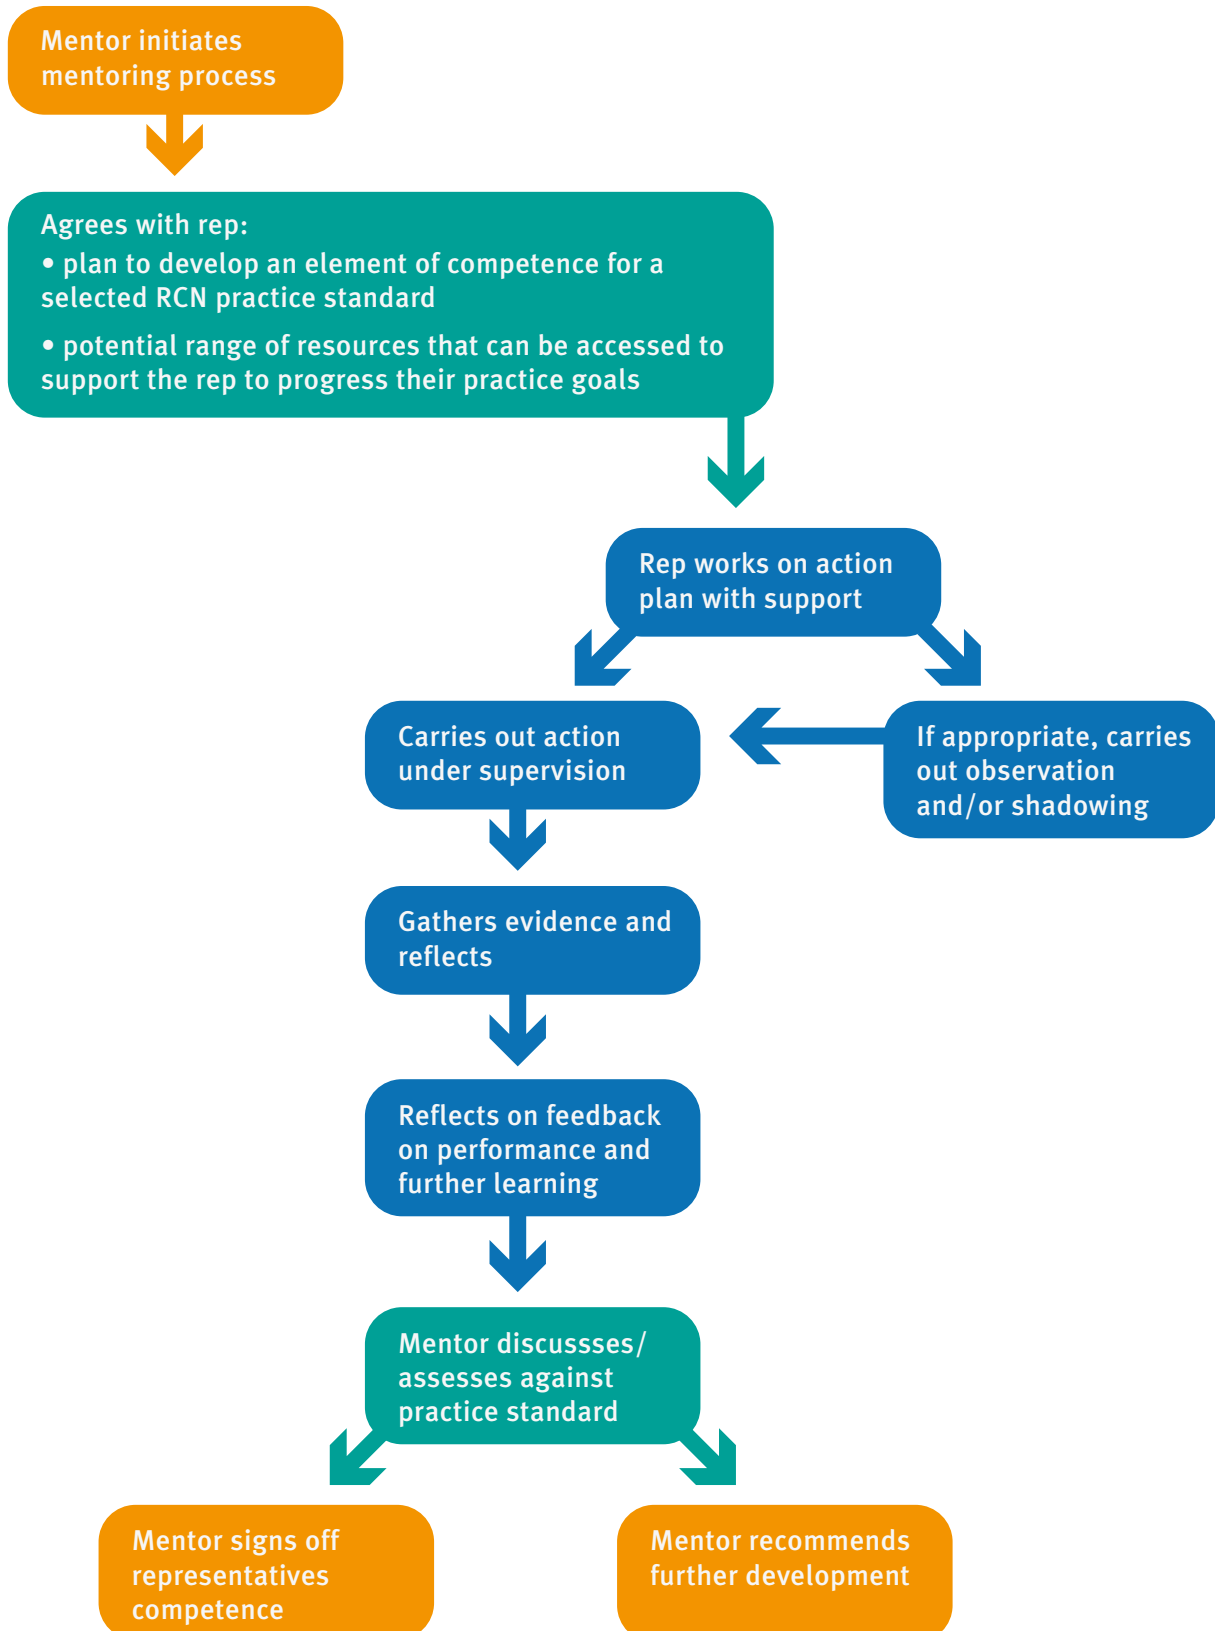 Mentor initiates
mentoring process
Agrees with rep:
• plan to develop an element of competence for a
selected RCN practice standard
• potential range of resources that can be accessed to
support the rep to progress their practice goals
Rep works on action
plan with support
Carries out action
under supervision
If appropriate, carries
out observation
and/or shadowing
Gathers evidence and
reflects
Reflects on feedback
on performance and
further learning
Mentor discussses/
assesses against
practice standard
Mentor signs off
representatives
competence
Mentor recommends
further development